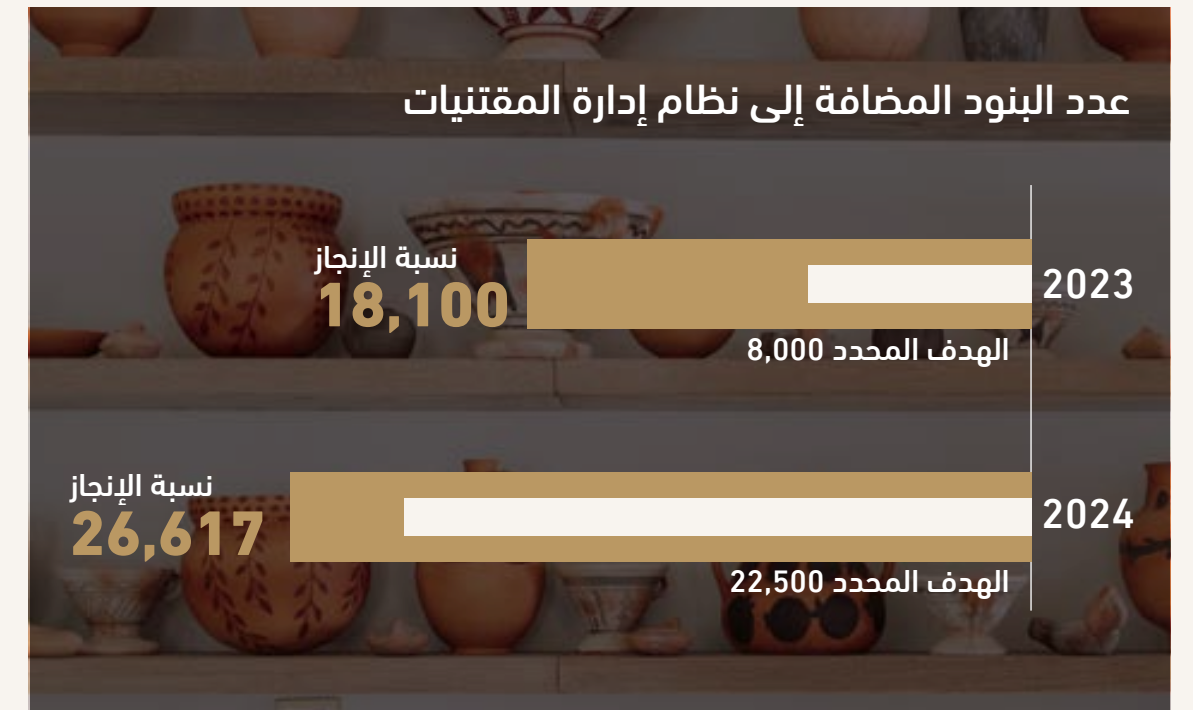 عدد البنود المضافة إلى نظام إدارة المقتنيات
2023
نسبة الإنجاز
18,100
الهدف المحدد 8,000
2024
نسبة الإنجاز
26,617
الهدف المحدد 22,500